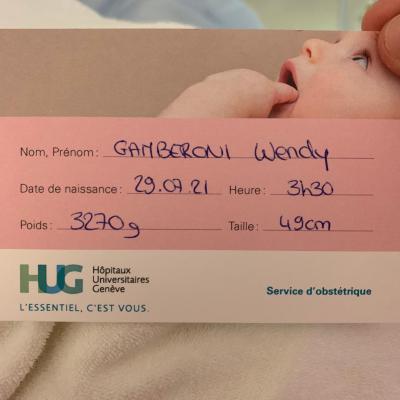 Nom, Prénom : GAMBERONI Wendy
Date de naissance : 29.07.21 Heure : 3h30
Poids : 3270g Taille : 49cm
HUG Hôpitaux
Universitaires
Genève
L'ESSENTIEL, C'EST VOUS.
Service d'obstétrique